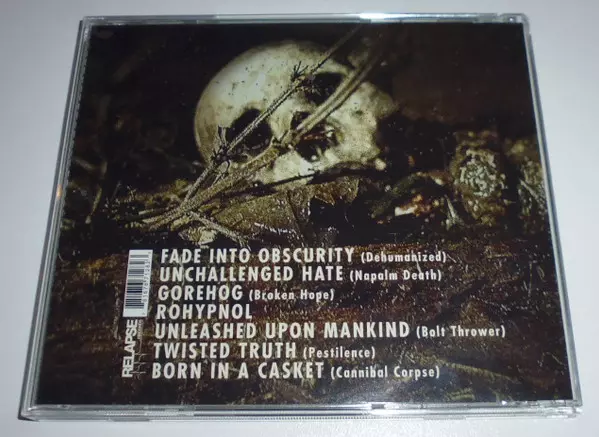 FADE INTO OBSCURITY (Dehumanized)
UNCHALLENGED HATE (Napalm Death)
GOREHOG (Broken Hope)
ROHYPNOL
UNLEASHED UPON MANKIND (Bolt Thrower)
TWISTED TRUTH (Pestilence)
BORN IN A CASKET (Cannibal Corpse)
RELAPSE